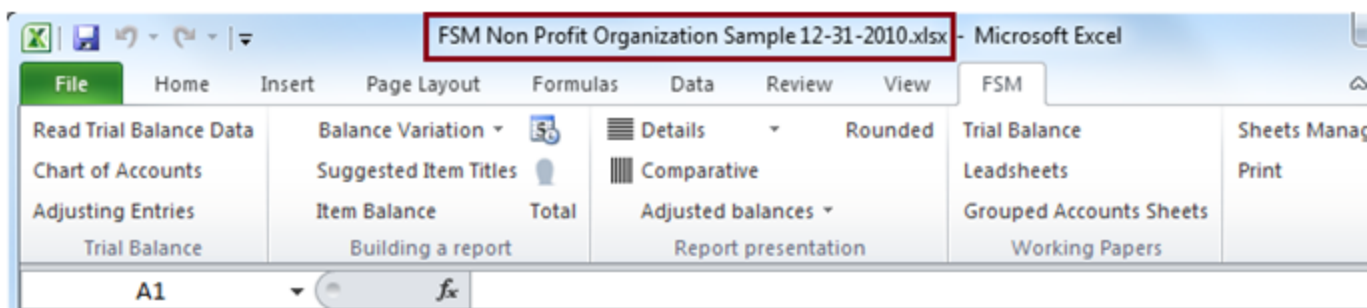 FSM Non Profit Organization Sample 12-31-2010.xlsx - Microsoft Excel
File Home Insert Page Layout Formulas Data Review View FSM
Read Trial Balance Data Balance Variation Details Rounded Trial Balance Sheets Manag
Chart of Accounts Suggested Item Titles Comparative Leadsheets Print
Adjusting Entries Item Balance Total Adjusted balances Grouped Accounts Sheets
Trial Balance Building a report Report presentation Working Papers
A1 fx